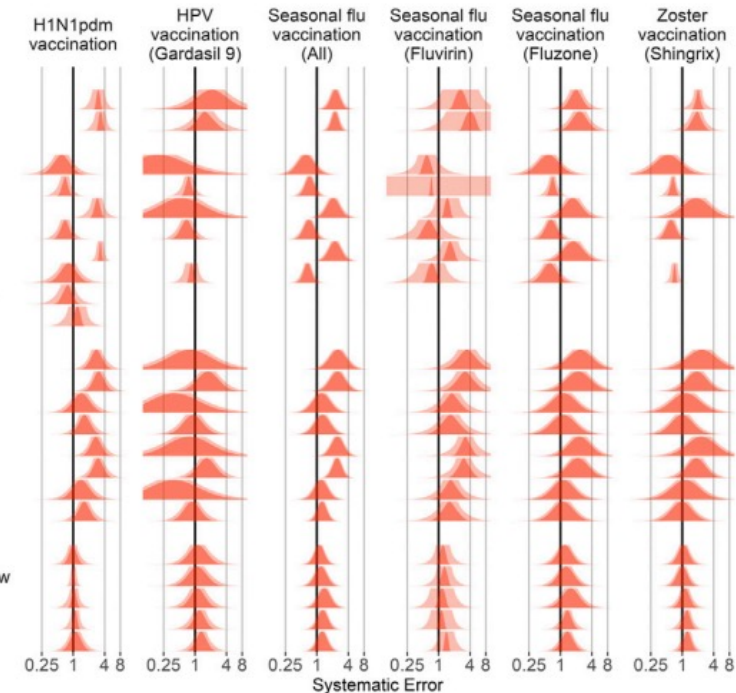 H1N1pdm
vaccination
HPV
vaccination
(Gardasil 9)
Seasonal flu
vaccination
(All)
Seasonal flu
vaccination
(Fluvirin)
Seasonal flu
vaccination
(Fluzone)
Zoster
vaccination
(Shingrix)
w
0.25 1 4 8 0.25 1 4 8 0.25 1 4 8 0.25 1 4 8 0.25 1 4 8 0.25 1 4 8
Systematic Error